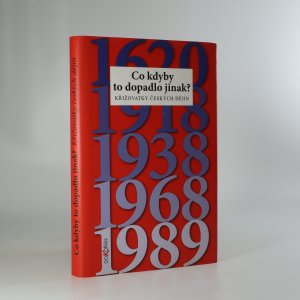 1620
Co kdyby
to dopadlo jinak?
KŘIŽOVATKY ČESKÝCH DĚJIN
1918
1938
1968
1989
DOKOŘÁN
Co kdyby to dopadlo jinak? Křižovatky českých dějin